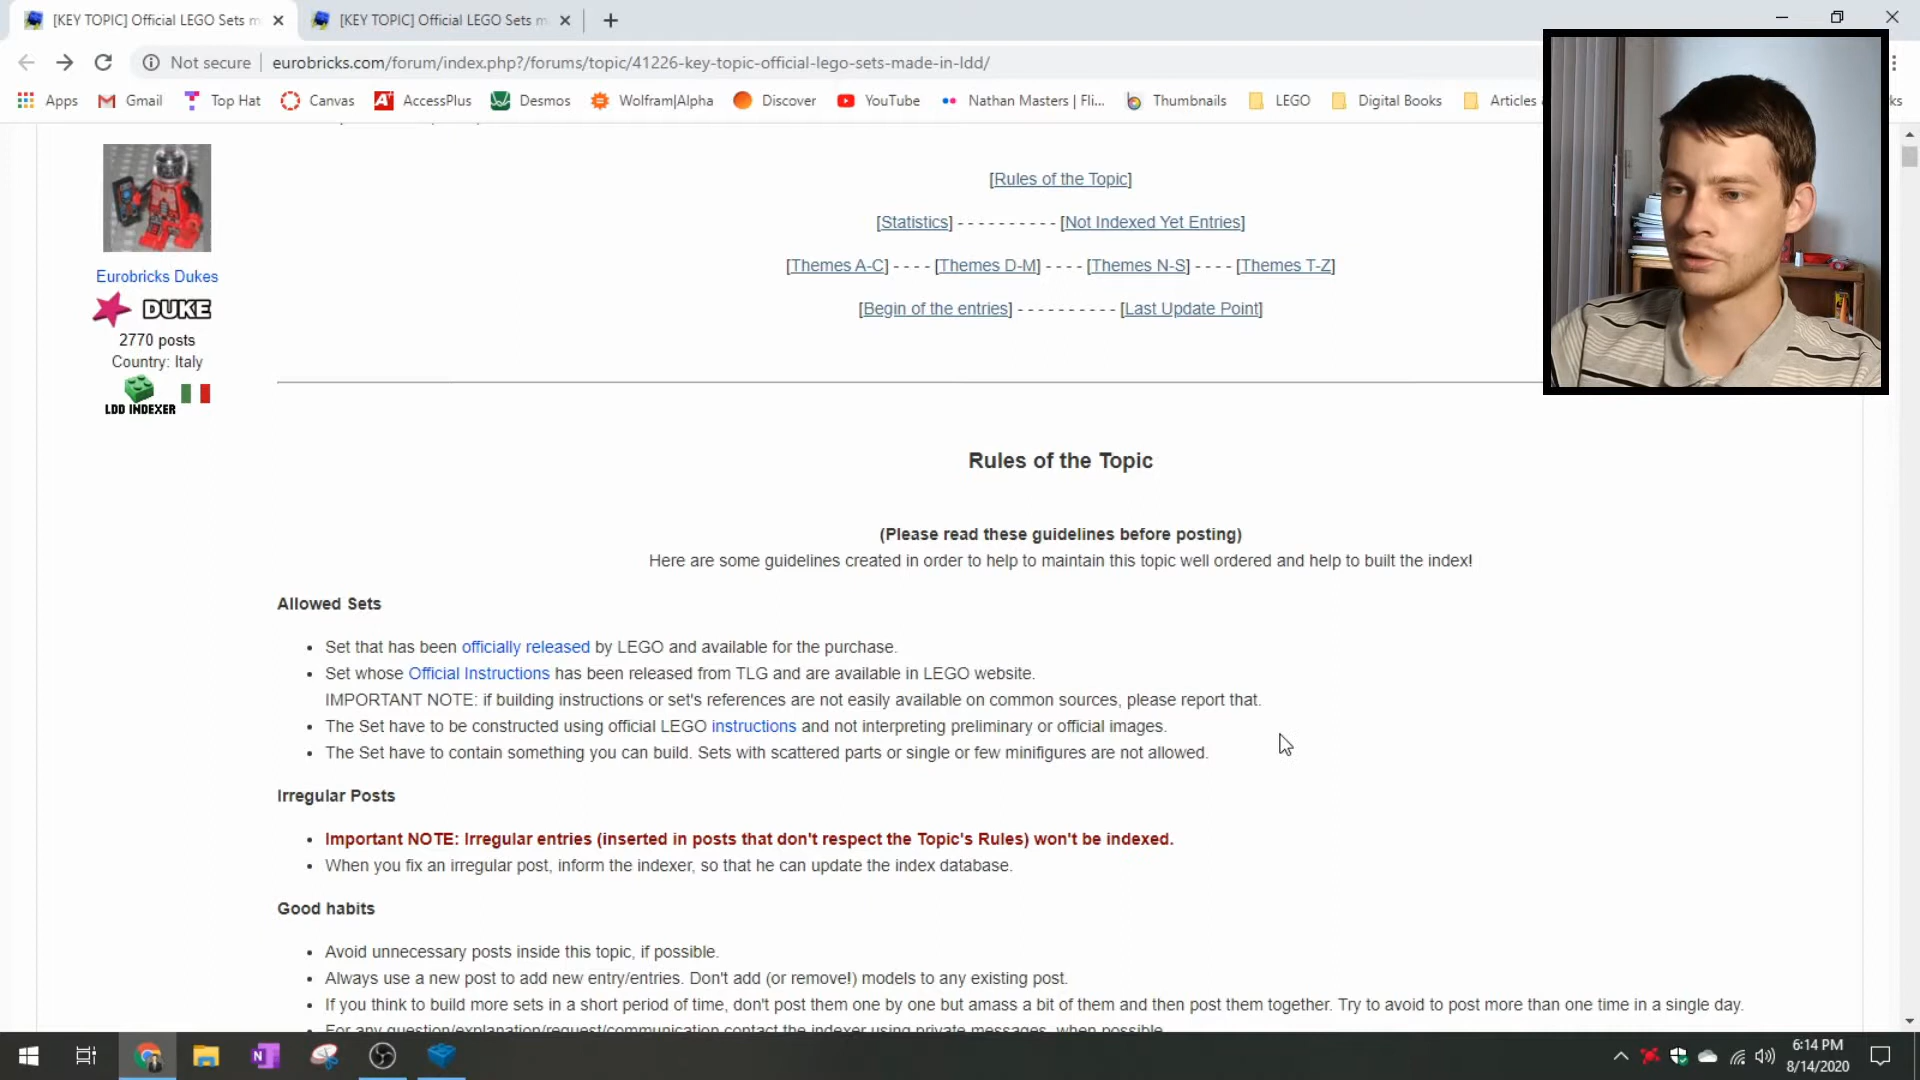 [KEY TOPIC] Official LEGO Sets m
[KEY TOPIC] Official LEGO Sets m
Not secure
eurobricks.com/forum/index.php?/forums/topic/41226-key-topic-official-lego-sets-made-in-ldd/
Apps
Gmail
Top Hat
Canvas
AccessPlus
Desmos
Wolfram|Alpha
Discover
YouTube
Nathan Masters | Fli...
Thumbnails
LEGO
Digital Books
Articles
[Rules of the Topic]
[Statistics] - - - - - - - - - - [Not Indexed Yet Entries]
[Themes A-C] - - - - [Themes D-M] - - - - [Themes N-S] - - - - [Themes T-Z]
[Begin of the entries] - - - - - - - - - - [Last Update Point]
Eurobricks Dukes
DUKE
2770 posts
Country: Italy
LDD INDEXER
Rules of the Topic
(Please read these guidelines before posting)
Here are some guidelines created in order to help to maintain this topic well ordered and help to built the index!
Allowed Sets
Set that has been officially released by LEGO and available for the purchase.
Set whose Official Instructions has been released from TLG and are available in LEGO website.
IMPORTANT NOTE: if building instructions or set's references are not easily available on common sources, please report that.
The Set have to be constructed using official LEGO instructions and not interpreting preliminary or official images.
The Set have to contain something you can build. Sets with scattered parts or single or few minifigures are not allowed.
Irregular Posts
Important NOTE: Irregular entries (inserted in posts that don't respect the Topic's Rules) won't be indexed.
When you fix an irregular post, inform the indexer, so that he can update the index database.
Good habits
Avoid unnecessary posts inside this topic, if possible.
Always use a new post to add new entry/entries. Don't add (or remove!) models to any existing post.
If you think to build more sets in a short period of time, don't post them one by one but amass a bit of them and then post them together. Try to avoid to post more than one time in a single day.
For any question/explanation/request/communication contact the indexer using private messages, when possible.
6:14 PM
8/14/2020